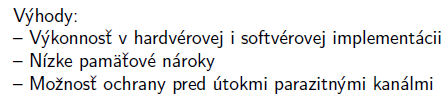 Výhody:
– Výkonnosť v hardvérovej i softvérovej implementácii
– Nízke pamäťové nároky
– Možnosť ochrany pred útokmi parazitnými kanálmi